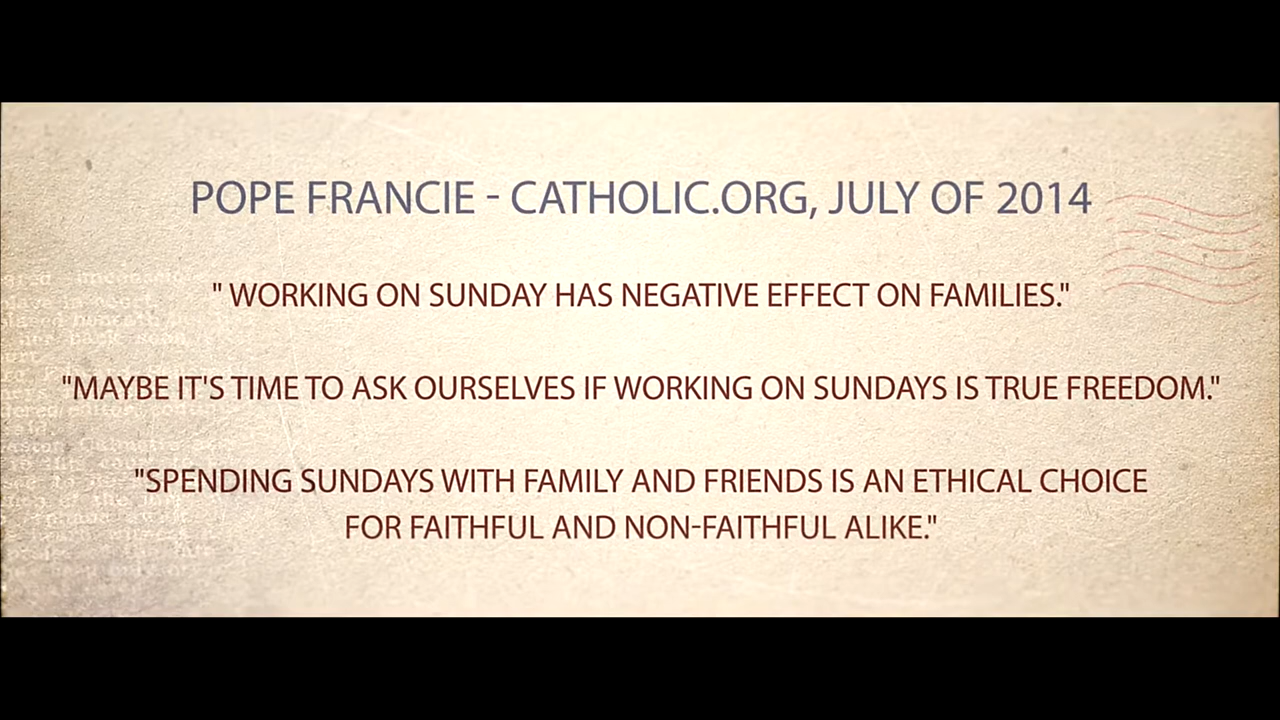 POPE FRANCIE - CATHOLIC.ORG, JULY OF 2014
" WORKING ON SUNDAY HAS NEGATIVE EFFECT ON FAMILIES."
"MAYBE IT'S TIME TO ASK OURSELVES IF WORKING ON SUNDAYS IS TRUE FREEDOM."
"SPENDING SUNDAYS WITH FAMILY AND FRIENDS IS AN ETHICAL CHOICE
FOR FAITHFUL AND NON-FAITHFUL ALIKE."